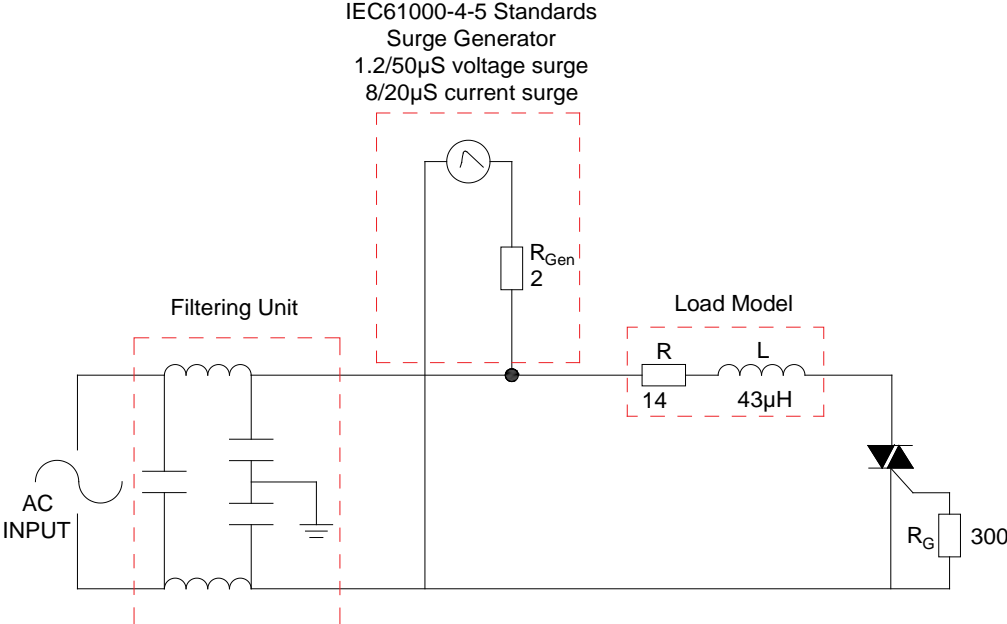 IEC61000-4-5 Standards
Surge Generator
1.2/50µS voltage surge
8/20µS current surge
RGen
2
Filtering Unit
Load Model
R
L
14
43µH
AC
INPUT
RG
300